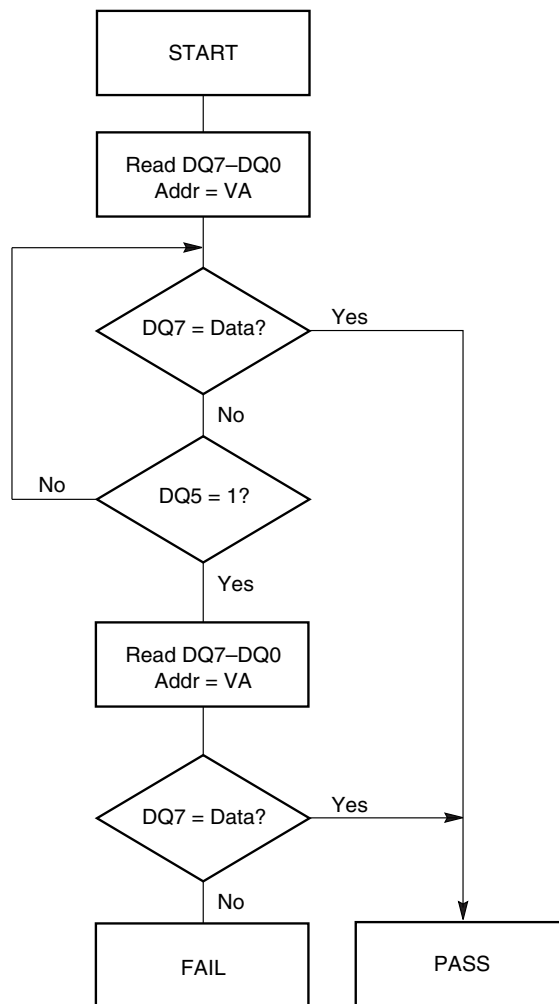 START
Read DQ7–DQ0
Addr = VA
DQ7 = Data?
Yes
No
No
DQ5 = 1?
Yes
Read DQ7–DQ0
Addr = VA
DQ7 = Data?
Yes
No
FAIL
PASS